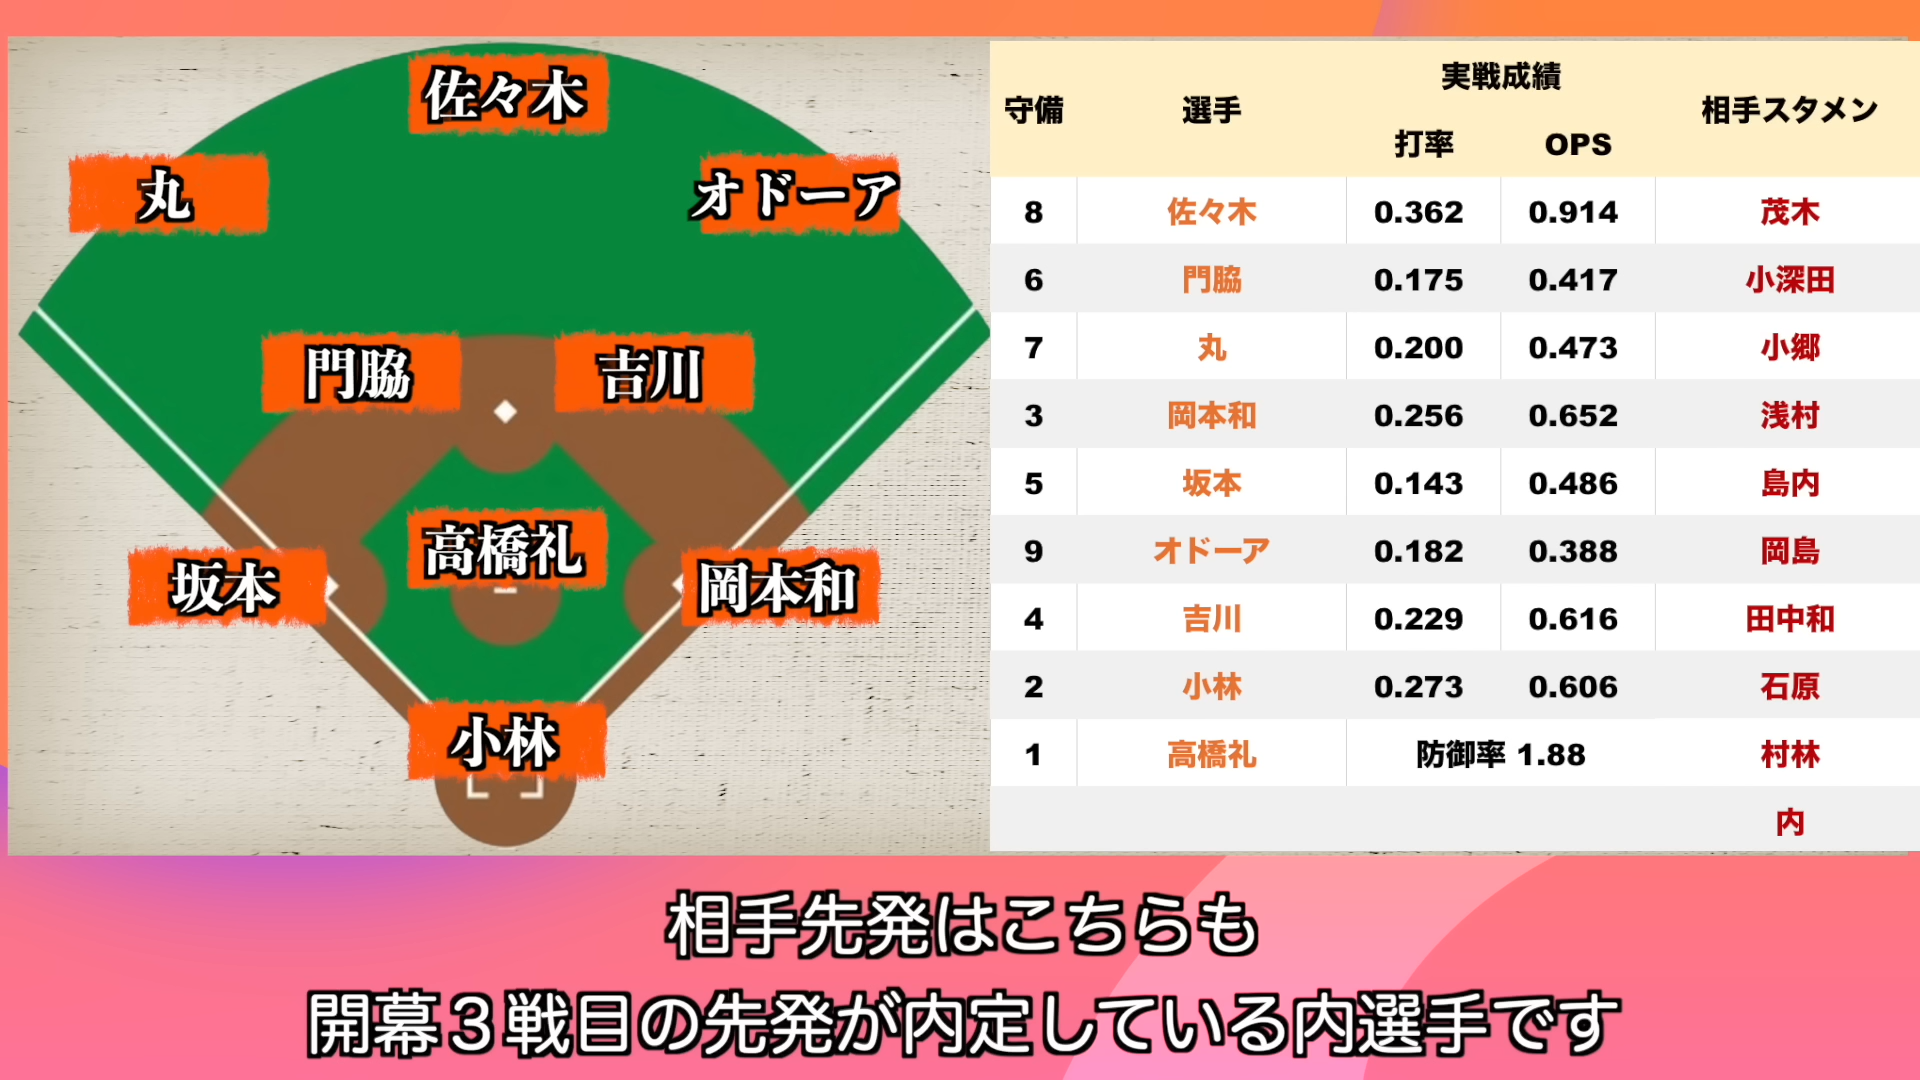 佐々木
丸
オドーア
門脇
吉川
高橋礼
坂本
岡本和
小林
守備 選手 実戦成績 相手スタメン
打率 OPS
8 佐々木 0.362 0.914 茂木
6 門脇 0.175 0.417 小深田
7 丸 0.200 0.473 小郷
3 岡本和 0.256 0.652 浅村
5 坂本 0.143 0.486 島内
9 オドーア 0.182 0.388 岡島
4 吉川 0.229 0.616 田中和
2 小林 0.273 0.606 石原
1 高橋礼 防御率 1.88 村林
内
相手先発はこちらも
開幕３戦目の先発が内定している内選手です